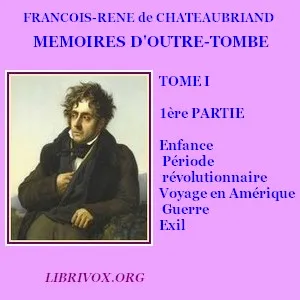 FRANCOIS-RENE de CHATEAUBRIAND
MEMOIRES D'OUTRE-TOMBE
TOME I
1ère PARTIE
Enfance
Période
révolutionnaire
Voyage en Amérique
Guerre
Exil
LIBRIVOX.ORG